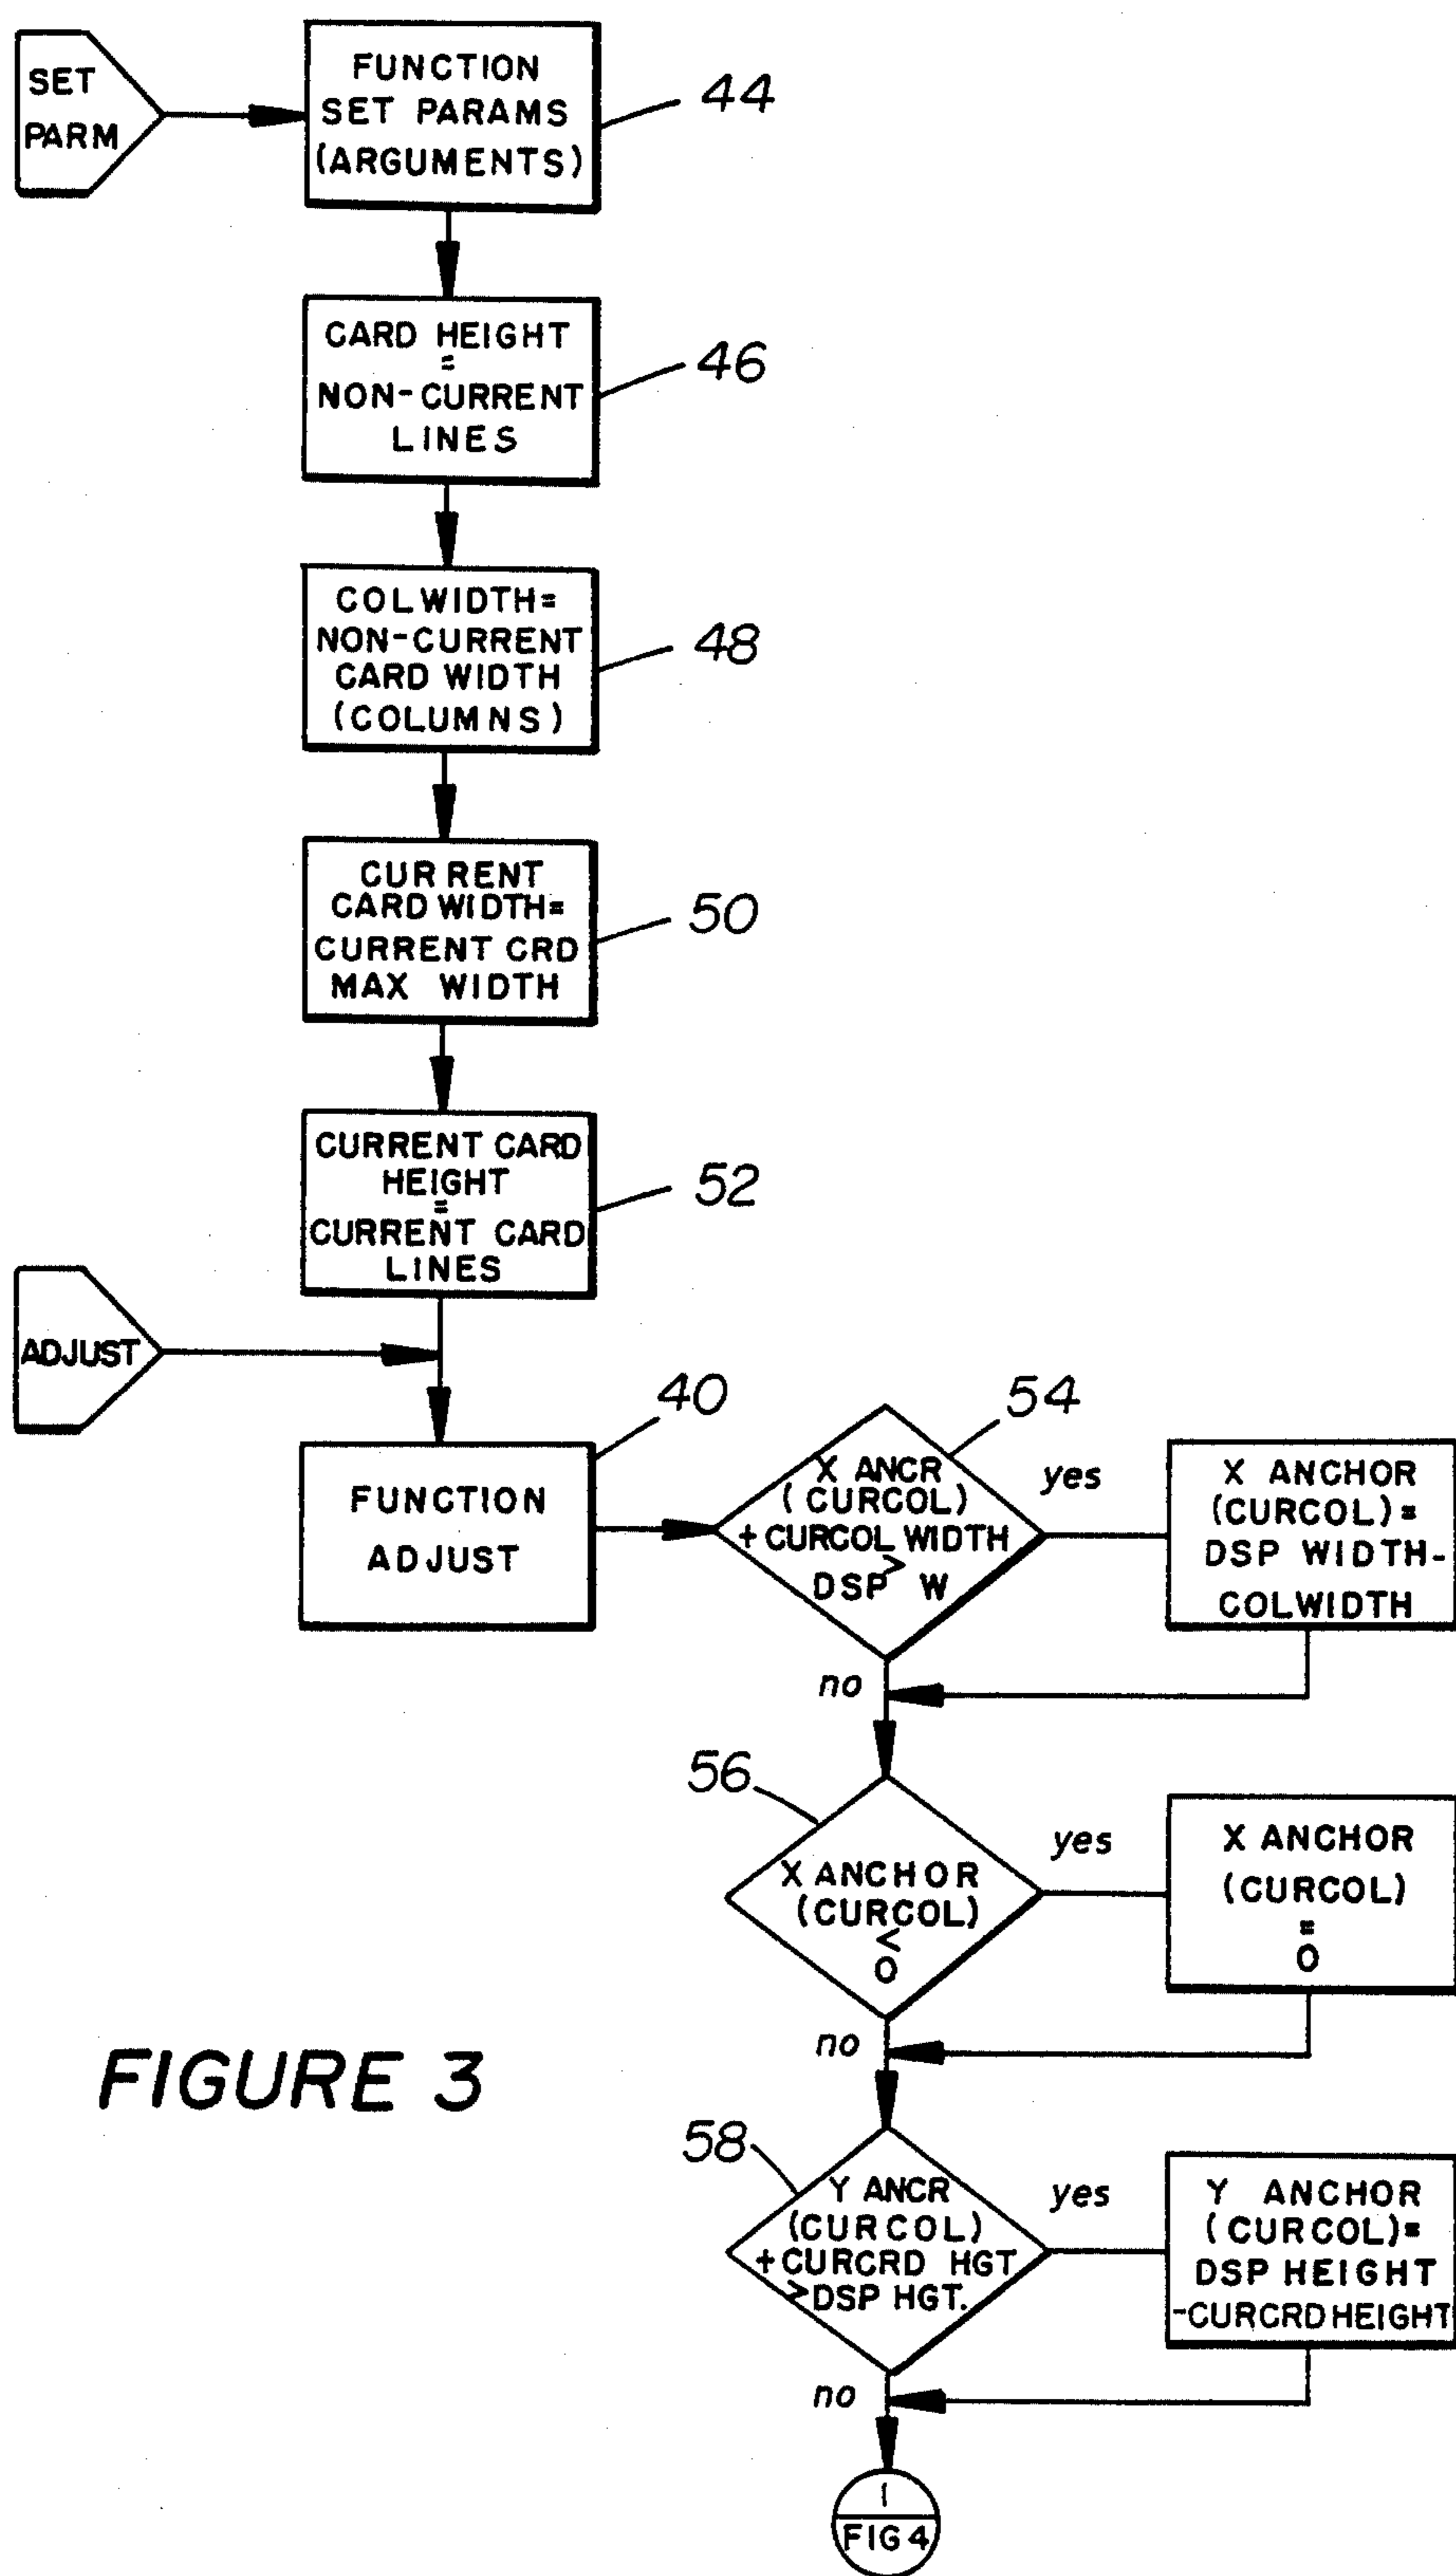 SET
PARM
FUNCTION
SET PARAMS
(ARGUMENTS)
44
CARD HEIGHT
=
NON-CURRENT
LINES
46
COLWIDTH=
NON-CURRENT
CARD WIDTH
(COLUMNS)
48
CURRENT
CARD WIDTH=
CURRENT CRD
MAX WIDTH
50
CURRENT CARD
HEIGHT
=
CURRENT CARD
LINES
52
ADJUST
FUNCTION
ADJUST
40
X ANCR
(CURCOL)
+ CURCOL WIDTH
>
DSP W
54
yes
X ANCHOR
(CURCOL)=
DSP WIDTH-
COLWIDTH
no
56
X ANCHOR
(CURCOL)
<
0
yes
X ANCHOR
(CURCOL)
=
0
no
FIGURE 3
58
Y ANCR
(CURCOL)
+ CURCRD HGT
>DSP HGT.
yes
Y ANCHOR
(CURCOL)=
DSP HEIGHT
-CURCRDHEIGHT
no
1
FIG 4